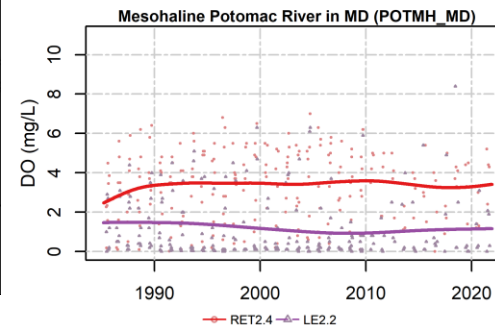 Mesohaline Potomac River in MD (POTMH_MD)
DO (mg/L)
10
8
6
4
2
0
1990 2000 2010 2020
RET2.4 LE2.2